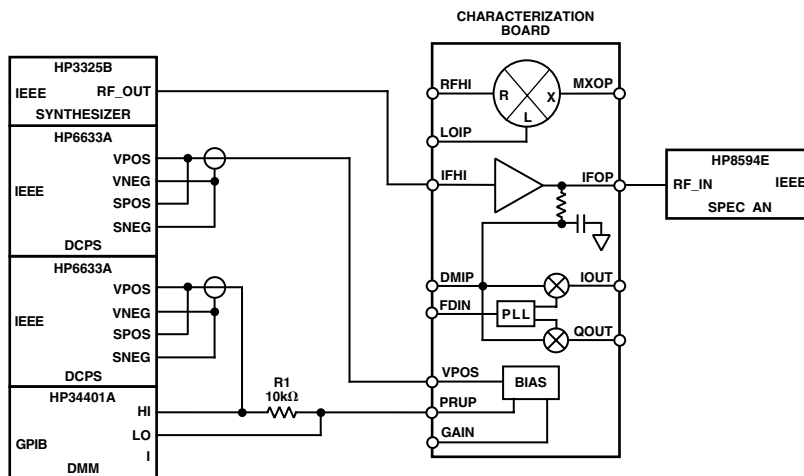 CHARACTERIZATION
BOARD
HP3325B
IEEE
RF_OUT
SYNTHESIZER
HP6633A
VPOS
VNEG
IEEE
SPOS
SNEG
DCPS
HP6633A
VPOS
VNEG
IEEE
SPOS
SNEG
DCPS
HP34401A
HI
LO
GPIB
I
DMM
R1
10kΩ
RFHI
R
X
L
MXOP
LOIP
IFHI
IFOP
DMIP
IOUT
FDIN
PLL
QOUT
VPOS
BIAS
PRUP
GAIN
HP8594E
RF_IN
IEEE
SPEC AN